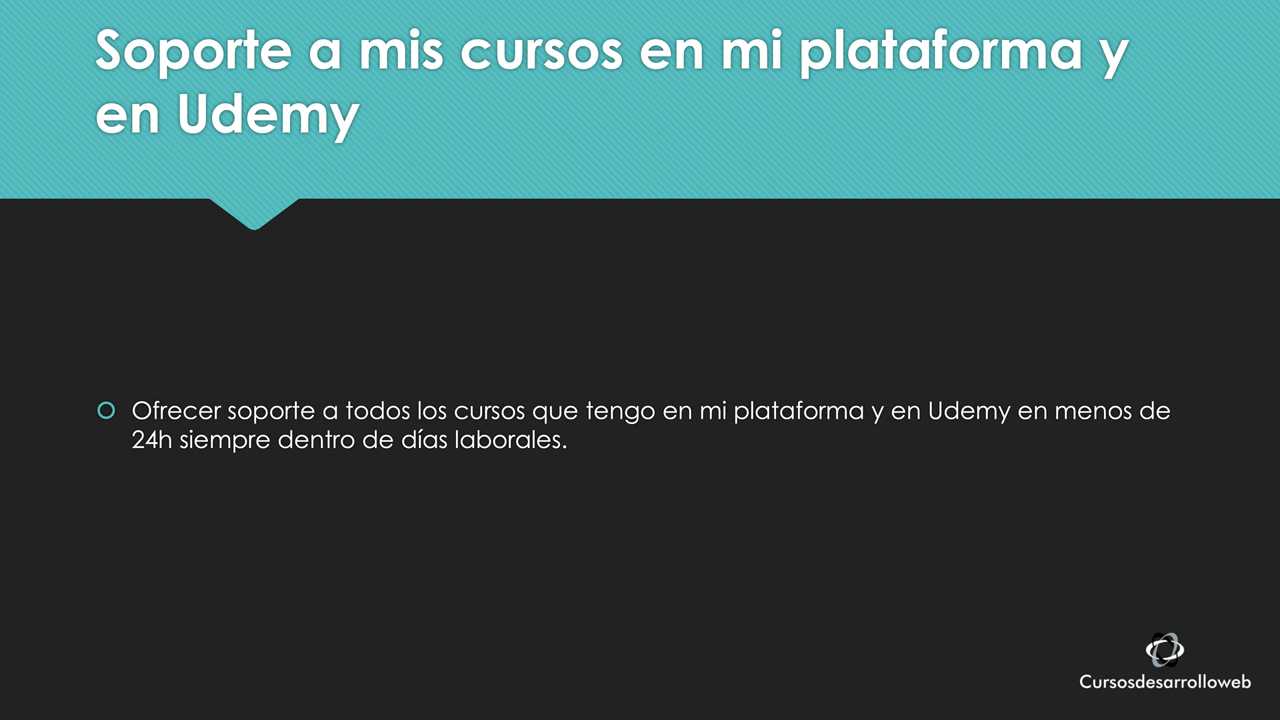 Soporte a mis cursos en mi plataforma y
en Udemy
Ofrecer soporte a todos los cursos que tengo en mi plataforma y en Udemy en menos de
24h siempre dentro de días laborales.
Cursosdesarrolloweb